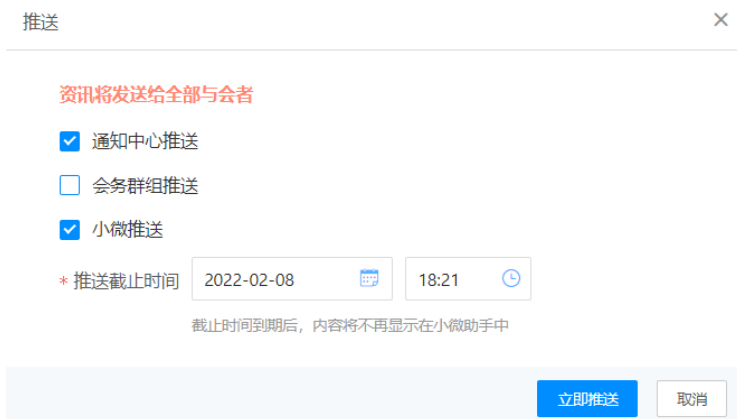 推送
资讯将发送给全部与会者
通知中心推送
会务群组推送
小微推送
* 推送截止时间 2022-02-08 18:21
截止时间到期后，内容将不再显示在小微助手中
立即推送 取消